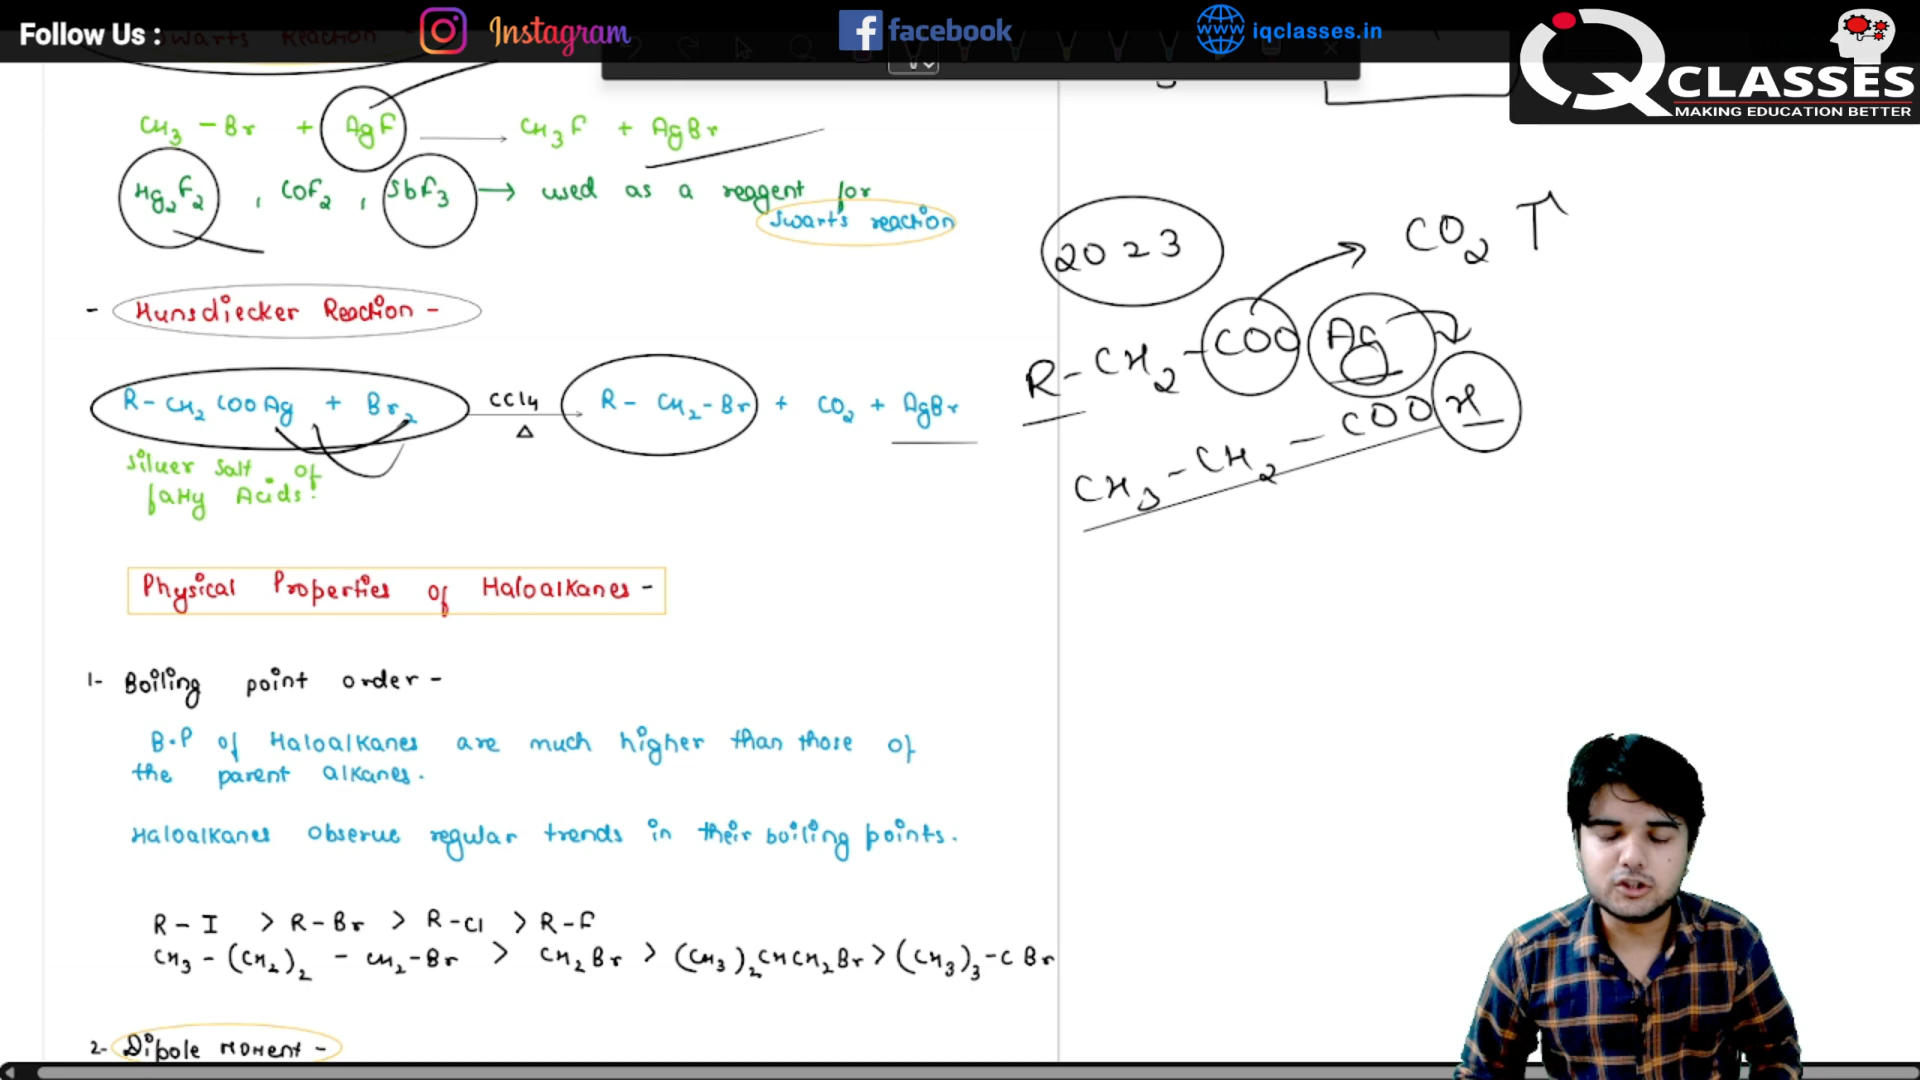 Follow Us :
Instagram
facebook
iqclasses.in
IQ CLASSES
MAKING EDUCATION BETTER
Swarts Reaction -
CH₃ - Br + AgF → CH₃F + AgBr
Hg₂F₂ , COF₂ , SbF₃ → used as a reagent for
Swarts reaction
- Hunsdiecker Reaction -
R - CH₂ COO Ag + Br₂ CCl₄ Δ → R - CH₂ - Br + CO₂ + AgBr
Silver Salt of
fatty Acids.
Physical Properties of Haloalkanes -
1- Boiling point order -
B.P of Haloalkanes are much higher than those of
the parent alkanes.
Haloalkanes observe regular trends in their boiling points.
R - I > R - Br > R - Cl > R - F
CH₃ - (CH₂)₂ - CH₂ - Br > CH₂Br > (CH₃)₂CHCH₂Br > (CH₃)₃ - C Br
2- Dipole Moment -
2023
CO₂ ↑
R - CH₂ - COO Ag
CH₃ - CH₂ - COO H